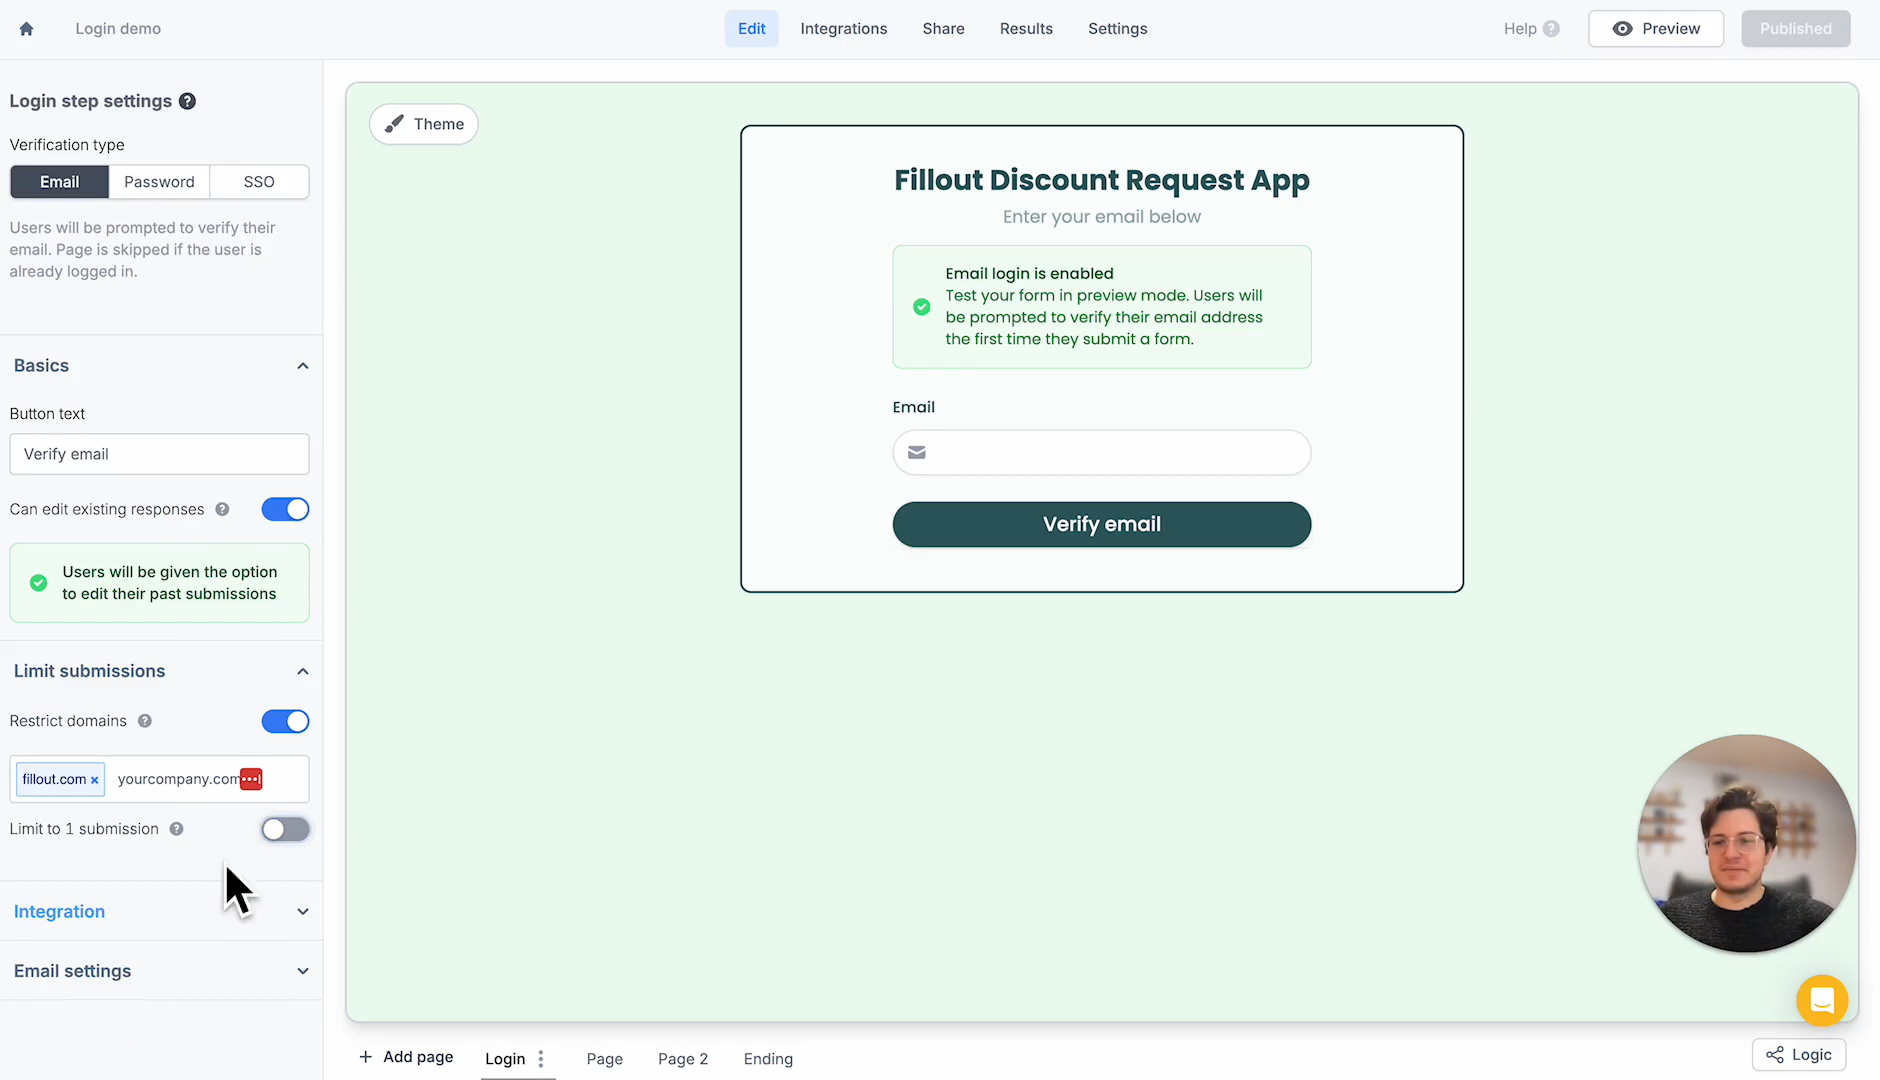 Login demo
Edit
Integrations
Share
Results
Settings
Help
Preview
Published
Login step settings
Verification type
Email
Password
SSO
Users will be prompted to verify their
email. Page is skipped if the user is
already logged in.
Basics
Button text
Verify email
Can edit existing responses
Users will be given the option
to edit their past submissions
Limit submissions
Restrict domains
fillout.com ×
yourcompany.com
Limit to 1 submission
Integration
Email settings
Theme
Fillout Discount Request App
Enter your email below
Email login is enabled
Test your form in preview mode. Users will
be prompted to verify their email address
the first time they submit a form.
Email
Verify email
+ Add page
Login
Page
Page 2
Ending
Logic